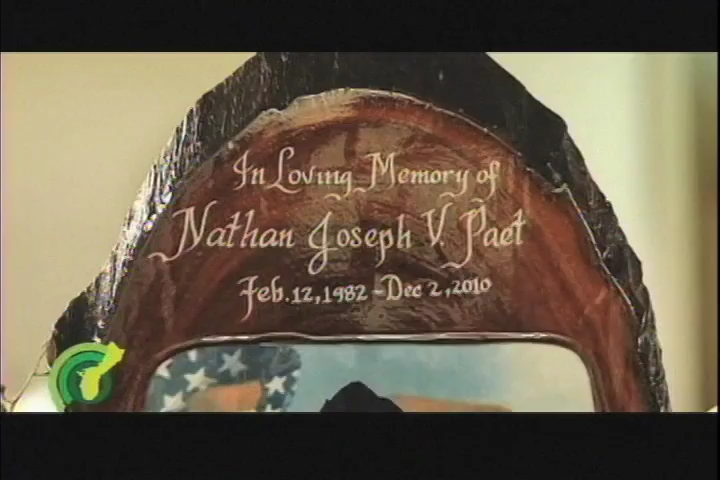 In Loving Memory of
Nathan Joseph V. Paet
Feb. 12, 1982 - Dec 2, 2010